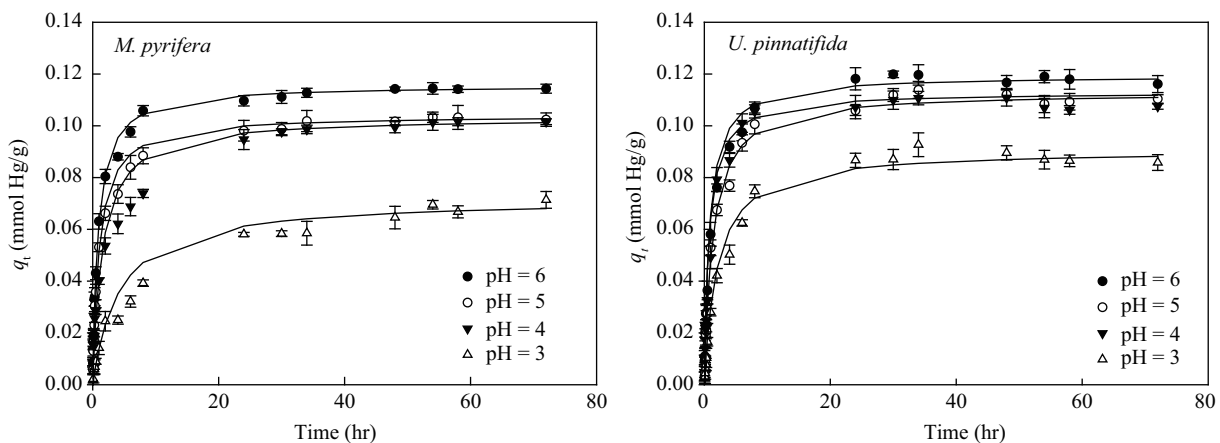 0.14
0.12
0.10
0.08
0.06
0.04
0.02
0.00
q_t (mmol Hg/g)
M. pyrifera
pH = 6
pH = 5
pH = 4
pH = 3
0 20 40 60 80
Time (hr)
0.14
0.12
0.10
0.08
0.06
0.04
0.02
0.00
q_t (mmol Hg/g)
U. pinnatifida
pH = 6
pH = 5
pH = 4
pH = 3
0 20 40 60 80
Time (hr)